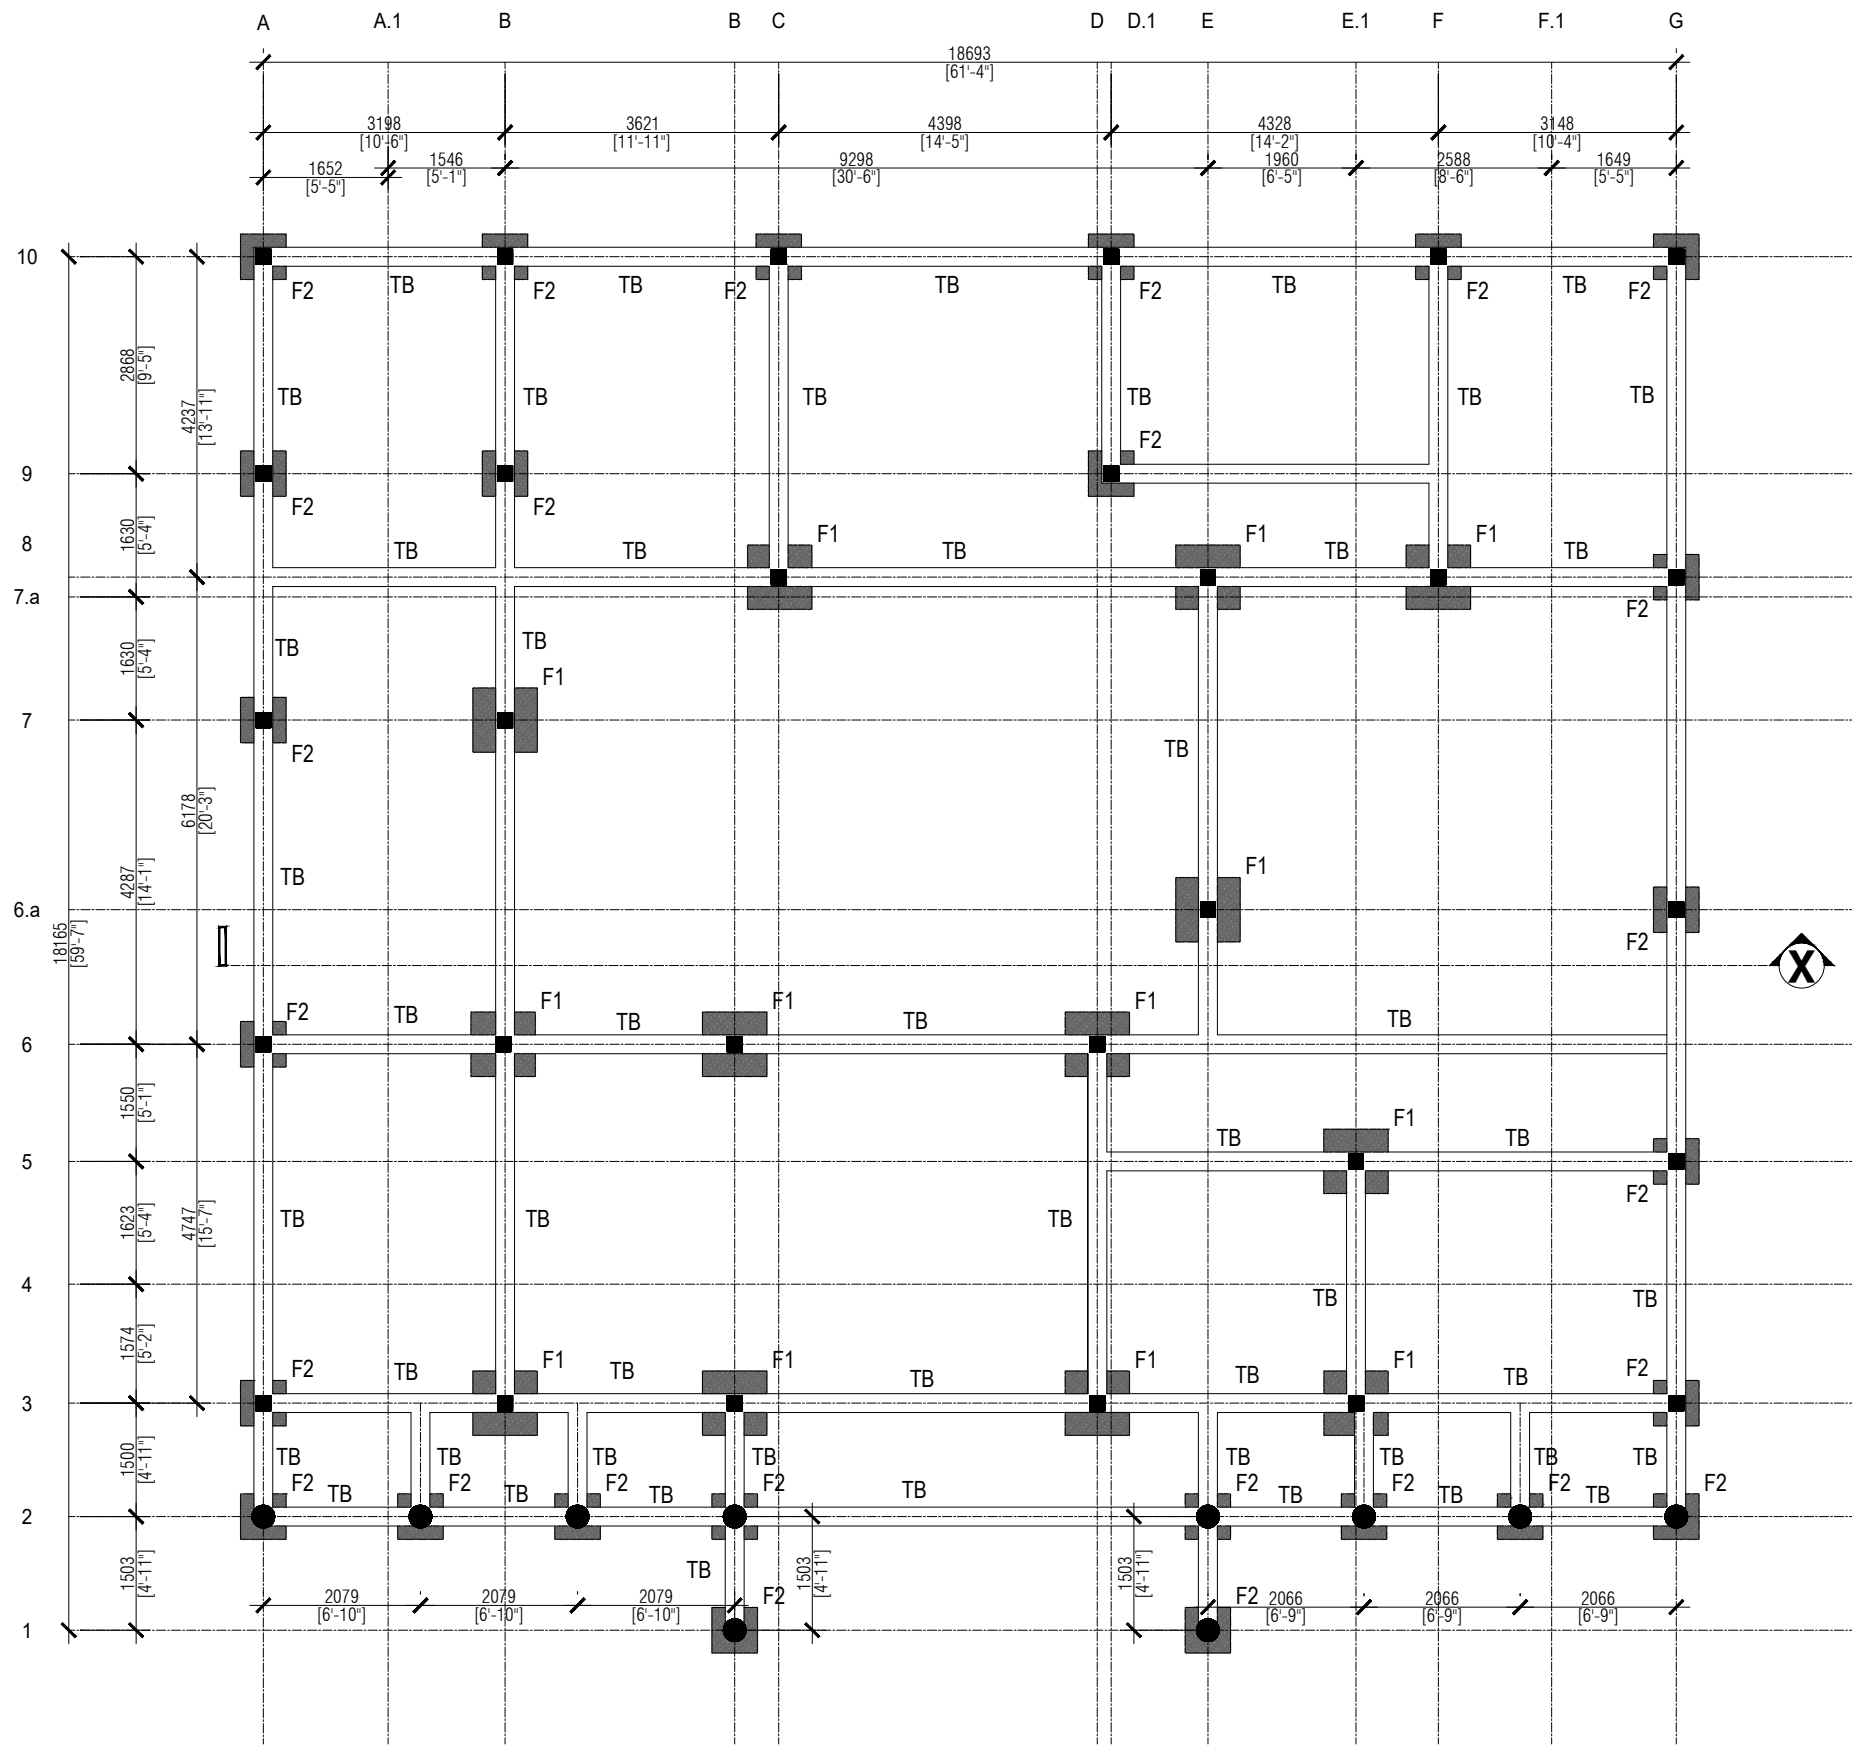 A A.1 B B C D D.1 E E.1 F F.1 G
18693
[61'-4"]
3198 3621 4398 4328 3148
[10'-6"] [11'-11"] [14'-5"] [14'-2"] [10'-4"]
1652 1546 9298 1960 2588 1649
[5'-5"] [5'-1"] [30'-6"] [6'-5"] [8'-6"] [5'-5"]
10
F2 TB F2 TB F2 TB F2 TB F2 TB F2
2868
[9'-5"]
4237
[13'-11"]
TB TB TB TB TB TB
F2
9
F2 F2
1630
[5'-4"]
8
TB TB F1 TB F1 TB F1 TB
7.a
F2
1630
[5'-4"]
TB TB
F1
7
F2 TB
6178
[20'-3"]
4287
[14'-1"]
TB F1
6.a
18165
[59'-7"]
F2
X
F2 TB F1 TB F1 TB F1 TB
6
1550
[5'-1"]
TB F1 TB
5
F2
1623
[5'-4"]
4747
[15'-7"]
TB TB TB
4
TB TB
1574
[5'-2"]
F2 TB F1 TB F1 TB F1 TB F1 TB F2
3
1500
[4'-11"]
TB TB TB TB TB TB TB TB
F2 TB F2 TB F2 TB F2 TB F2 TB F2 TB F2 TB F2
2
1503
[4'-11"]
TB
1503
[4'-11"]
1503
[4'-11"]
F2 F2
2079 2079 2079 2066 2066 2066
[6'-10"] [6'-10"] [6'-10"] [6'-9"] [6'-9"] [6'-9"]
1